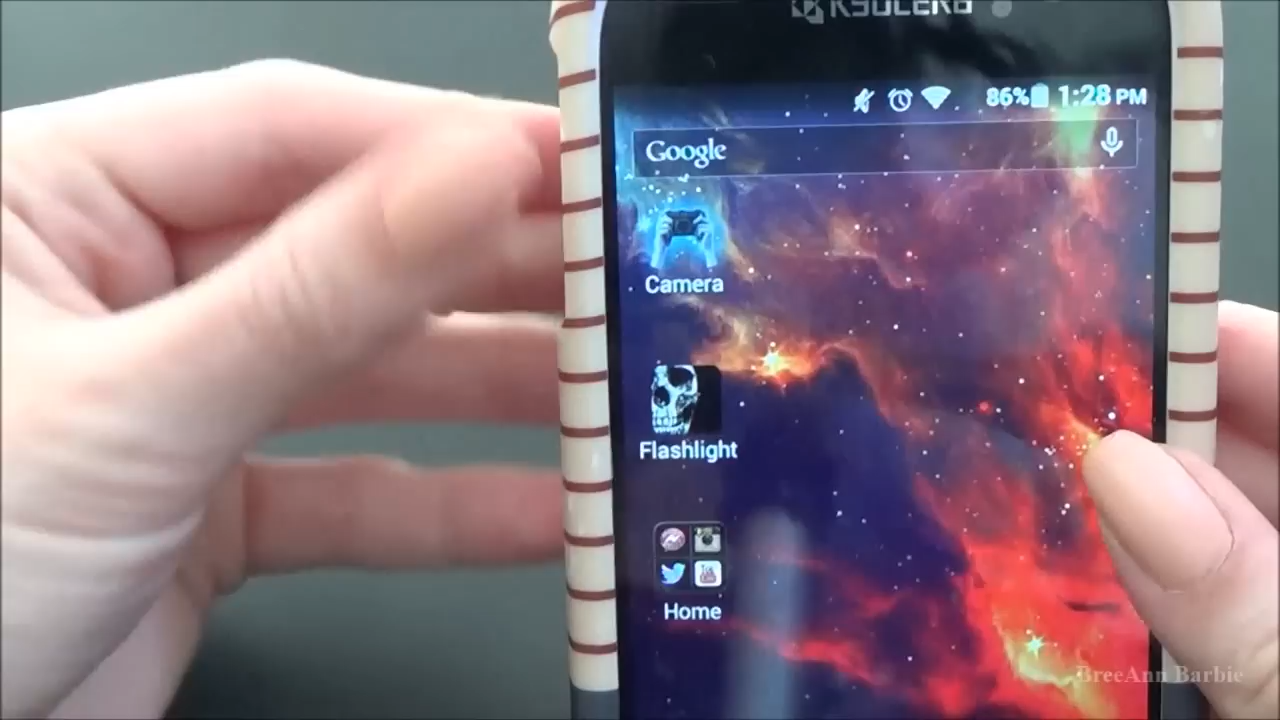 KYOCERA
86% 1:28 PM
Google
Camera
Flashlight
Home
BreeAnn Barbie